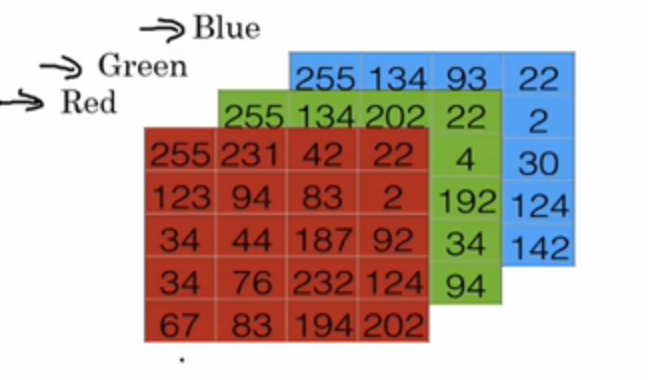 Blue
Green
Red
255 134 93 22
255 134 202 22 2
255 231 42 22 4 30
123 94 83 2 192 124
34 44 187 92 34 142
34 76 232 124 94
67 83 194 202